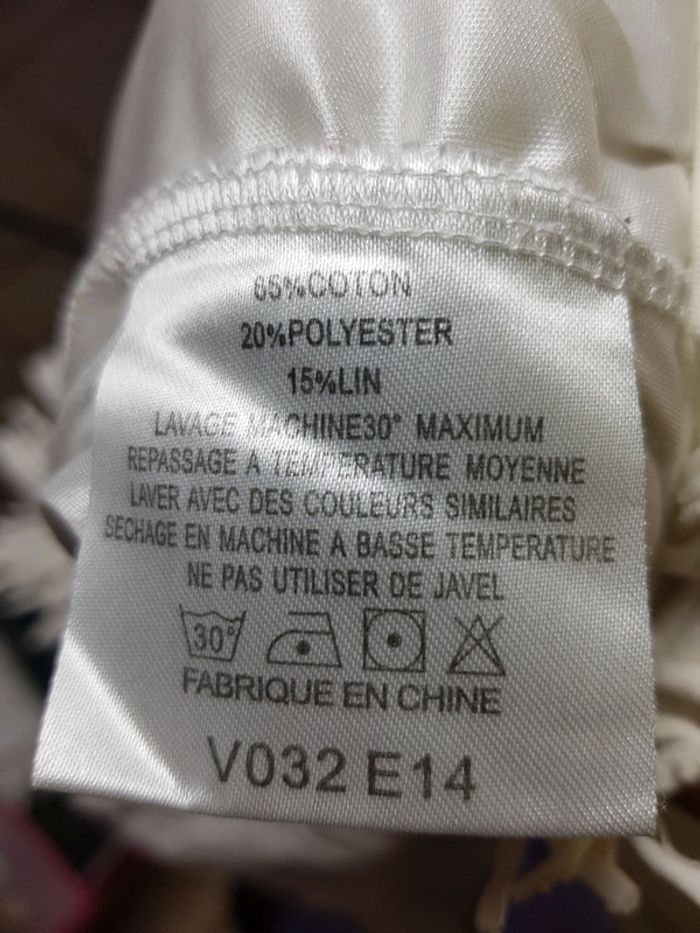 65%COTON
20%POLYESTER
15%LIN
LAVAGE MACHINE30° MAXIMUM
REPASSAGE A TEMPERATURE MOYENNE
LAVER AVEC DES COULEURS SIMILAIRES
SECHAGE EN MACHINE A BASSE TEMPERATURE
NE PAS UTILISER DE JAVEL
30°
FABRIQUE EN CHINE
V032 E14